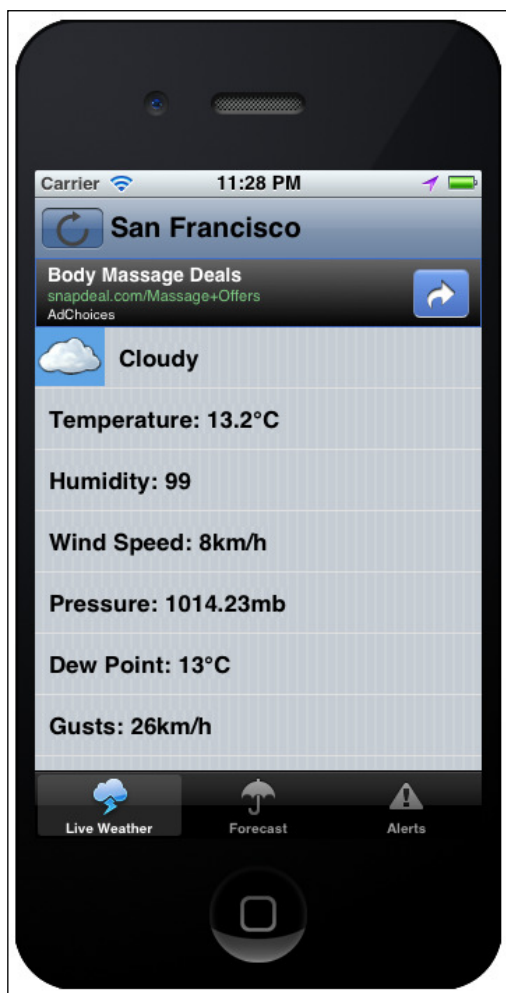 Carrier 11:28 PM
San Francisco
Body Massage Deals
snapdeal.com/Massage+Offers
AdChoices
Cloudy
Temperature: 13.2°C
Humidity: 99
Wind Speed: 8km/h
Pressure: 1014.23mb
Dew Point: 13°C
Gusts: 26km/h
Live Weather Forecast Alerts